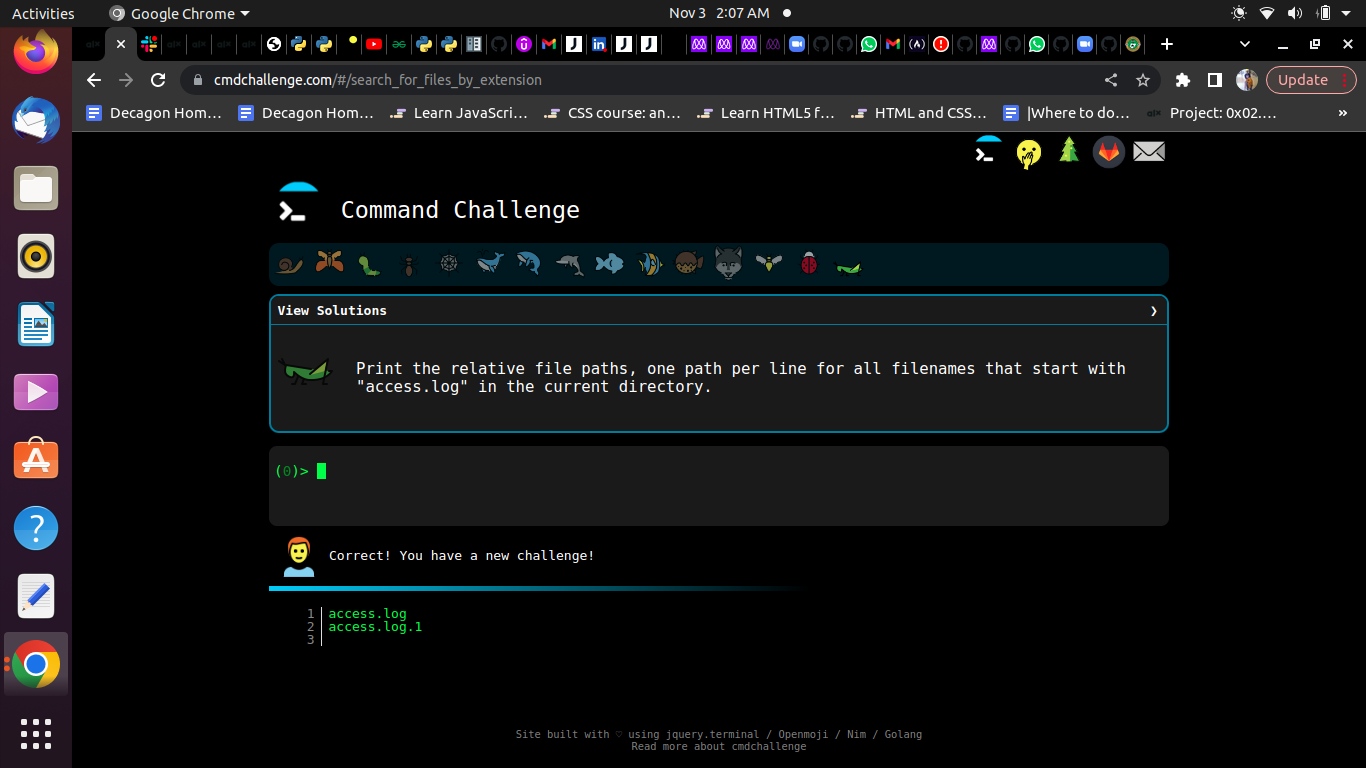 Activities Google Chrome Nov 3 2:07 AM
cmdchallenge.com/#/search_for_files_by_extension Update
Decagon Hom... Decagon Hom... Learn JavaScri... CSS course: an... Learn HTML5 f... HTML and CSS... |Where to do... Project: 0x02.... »
Command Challenge
View Solutions ❯
Print the relative file paths, one path per line for all filenames that start with
"access.log" in the current directory.
(0)>
Correct! You have a new challenge!
1 access.log
2 access.log.1
3
Site built with ♡ using jquery.terminal / Openmoji / Nim / Golang
Read more about cmdchallenge